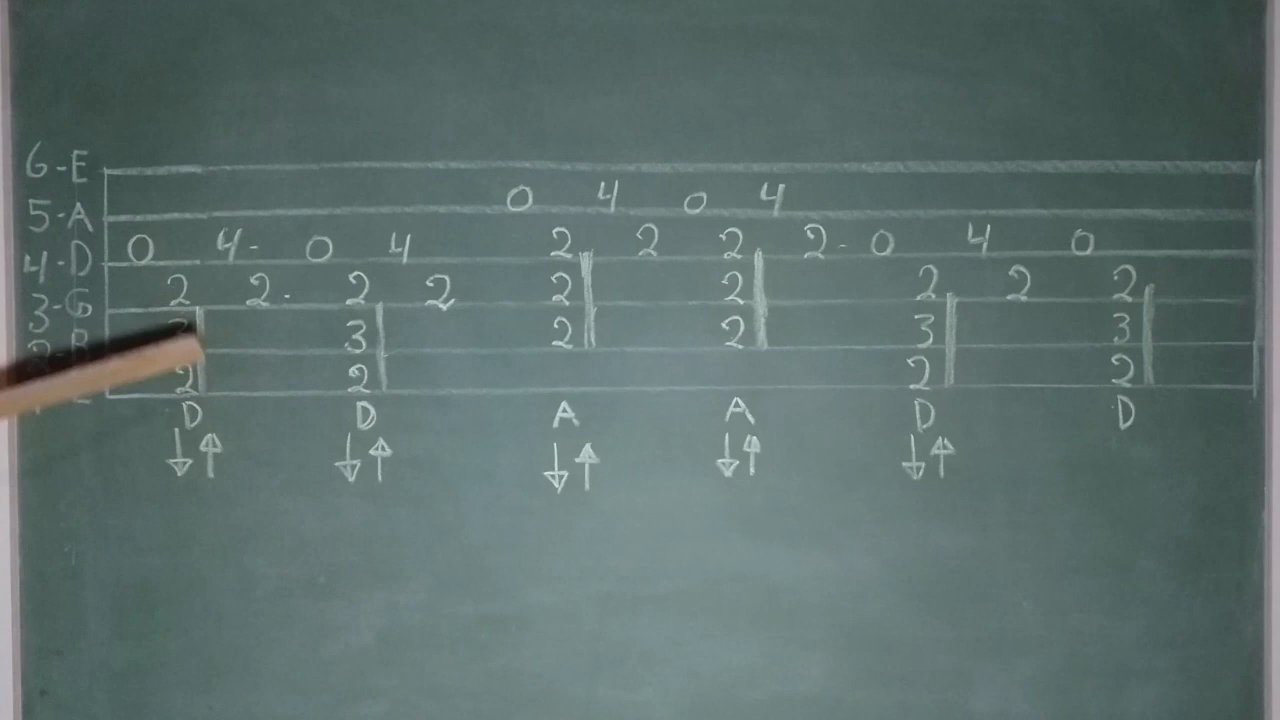 6-E
0 4 0 4
5-A
0 4- 0 4 2 2 2 2- 0 4 0
4-D
2 2. 2 2 2 2 2 2 2
3-G
3 2 2 3 3
2 2 2 2
D D A A D D
↓↑ ↓↑ ↓↑ ↓↑ ↓↑